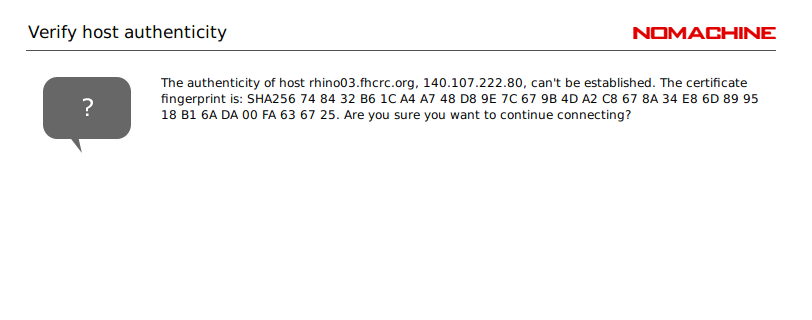 Verify host authenticity
NOMACHINE
?
The authenticity of host rhino03.fhcrc.org, 140.107.222.80, can't be established. The certificate
fingerprint is: SHA256 74 84 32 B6 1C A4 A7 48 D8 9E 7C 67 9B 4D A2 C8 67 8A 34 E8 6D 89 95
18 B1 6A DA 00 FA 63 67 25. Are you sure you want to continue connecting?